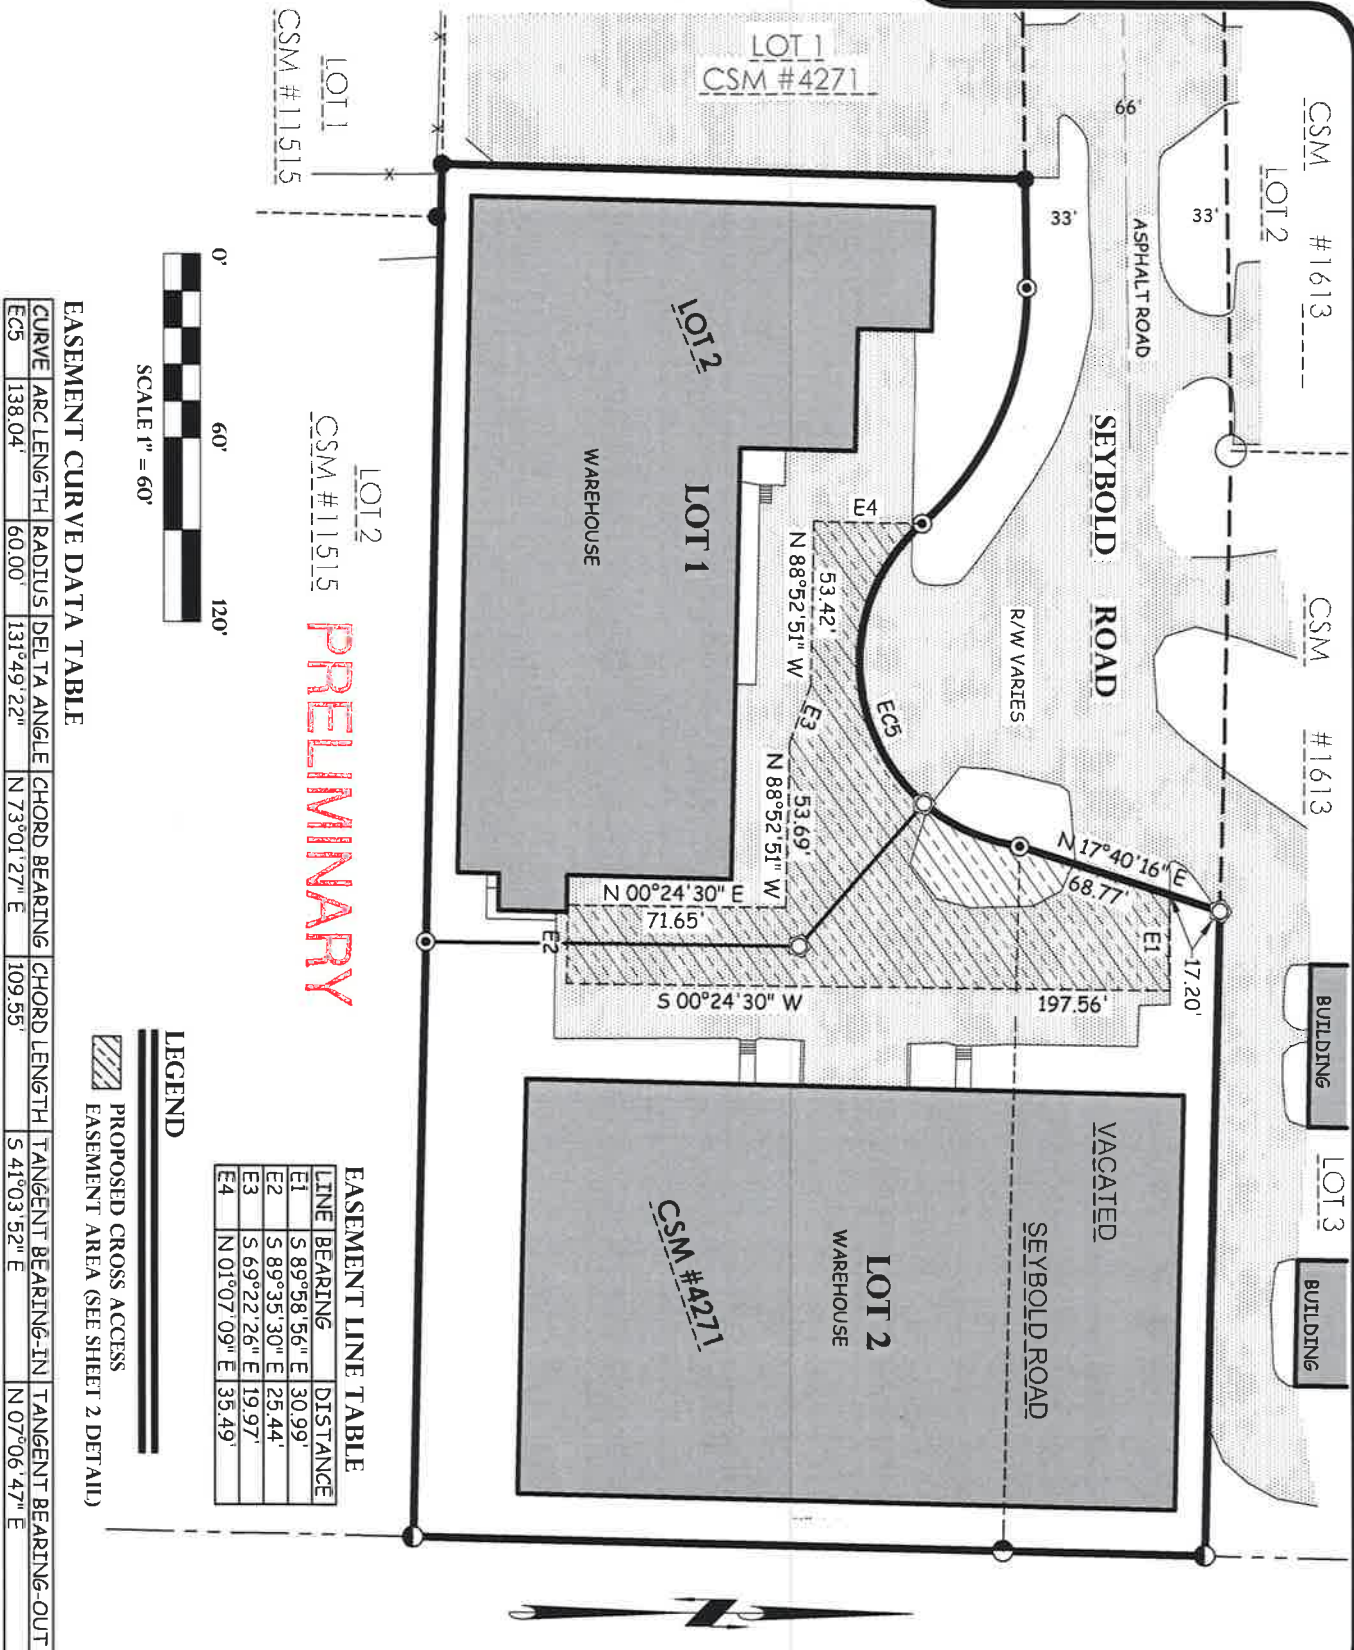 LOT 1
CSM #4271
CSM #1613
LOT 2
66'
33'
33'
ASPHALT ROAD
SEYBOLD ROAD
R/W VARIES
CSM #1613
LOT 1
CSM #11515
LOT 2
WAREHOUSE
LOT 1
E4
53.42'
N 88°52'51" W
E3
EC5
53.69'
N 88°52'51" W
N 00°24'30" E
71.65'
E2
N 17°40'16" E
68.77'
E1
17.20'
S 00°24'30" W
197.56'
BUILDING
LOT 3
BUILDING
VACATED
SEYBOLD ROAD
LOT 2
WAREHOUSE
CSM #4271
LOT 2
CSM #11515
PRELIMINARY
0' 60' 120'
SCALE 1" = 60'
EASEMENT LINE TABLE
LINE BEARING DISTANCE
E1 S 89°58'56" E 30.99'
E2 S 89°35'30" E 25.44'
E3 S 69°22'26" E 19.97'
E4 N 01°07'09" E 35.49'
LEGEND
PROPOSED CROSS ACCESS
EASEMENT AREA (SEE SHEET 2 DETAIL)
EASEMENT CURVE DATA TABLE
CURVE ARC LENGTH RADIUS DELTA ANGLE CHORD BEARING CHORD LENGTH TANGENT BEARING-IN TANGENT BEARING-OUT
EC5 138.04' 60.00' 131°49'22" N 73°01'27" E 109.55' S 41°03'52" E N 07°06'47" E